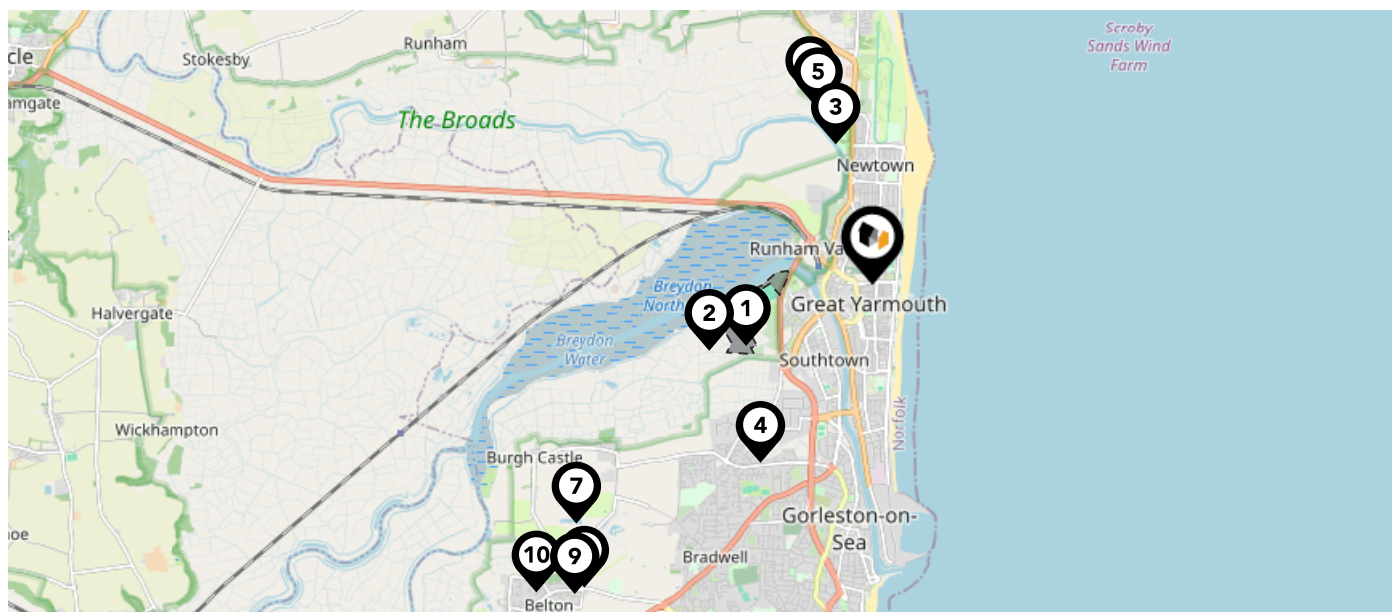 Scroby
Sands Wind
Farm
Runham
cle
Stokesby
5
amgate
3
The Broads
Newtown
Runham Va
Breydon
North
Great Yarmouth
2
1
Halvergate
Breydon
Water
Southtown
Norfolk
4
Wickhampton
Burgh Castle
7
Gorleston-on-
Sea
oe
10
9
Bradwell
Belton